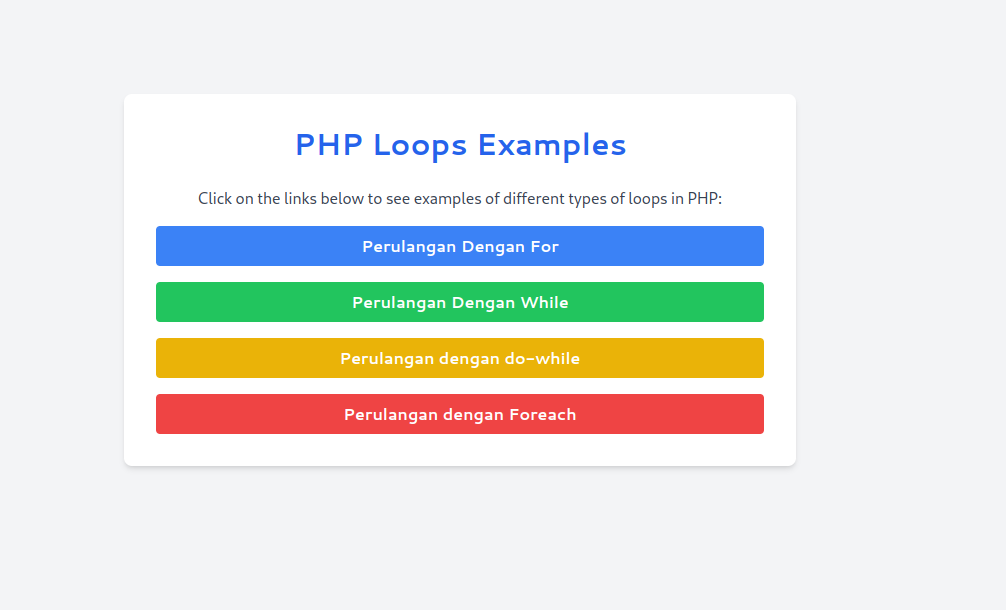 PHP Loops Examples
Click on the links below to see examples of different types of loops in PHP:
Perulangan Dengan For
Perulangan Dengan While
Perulangan dengan do-while
Perulangan dengan Foreach